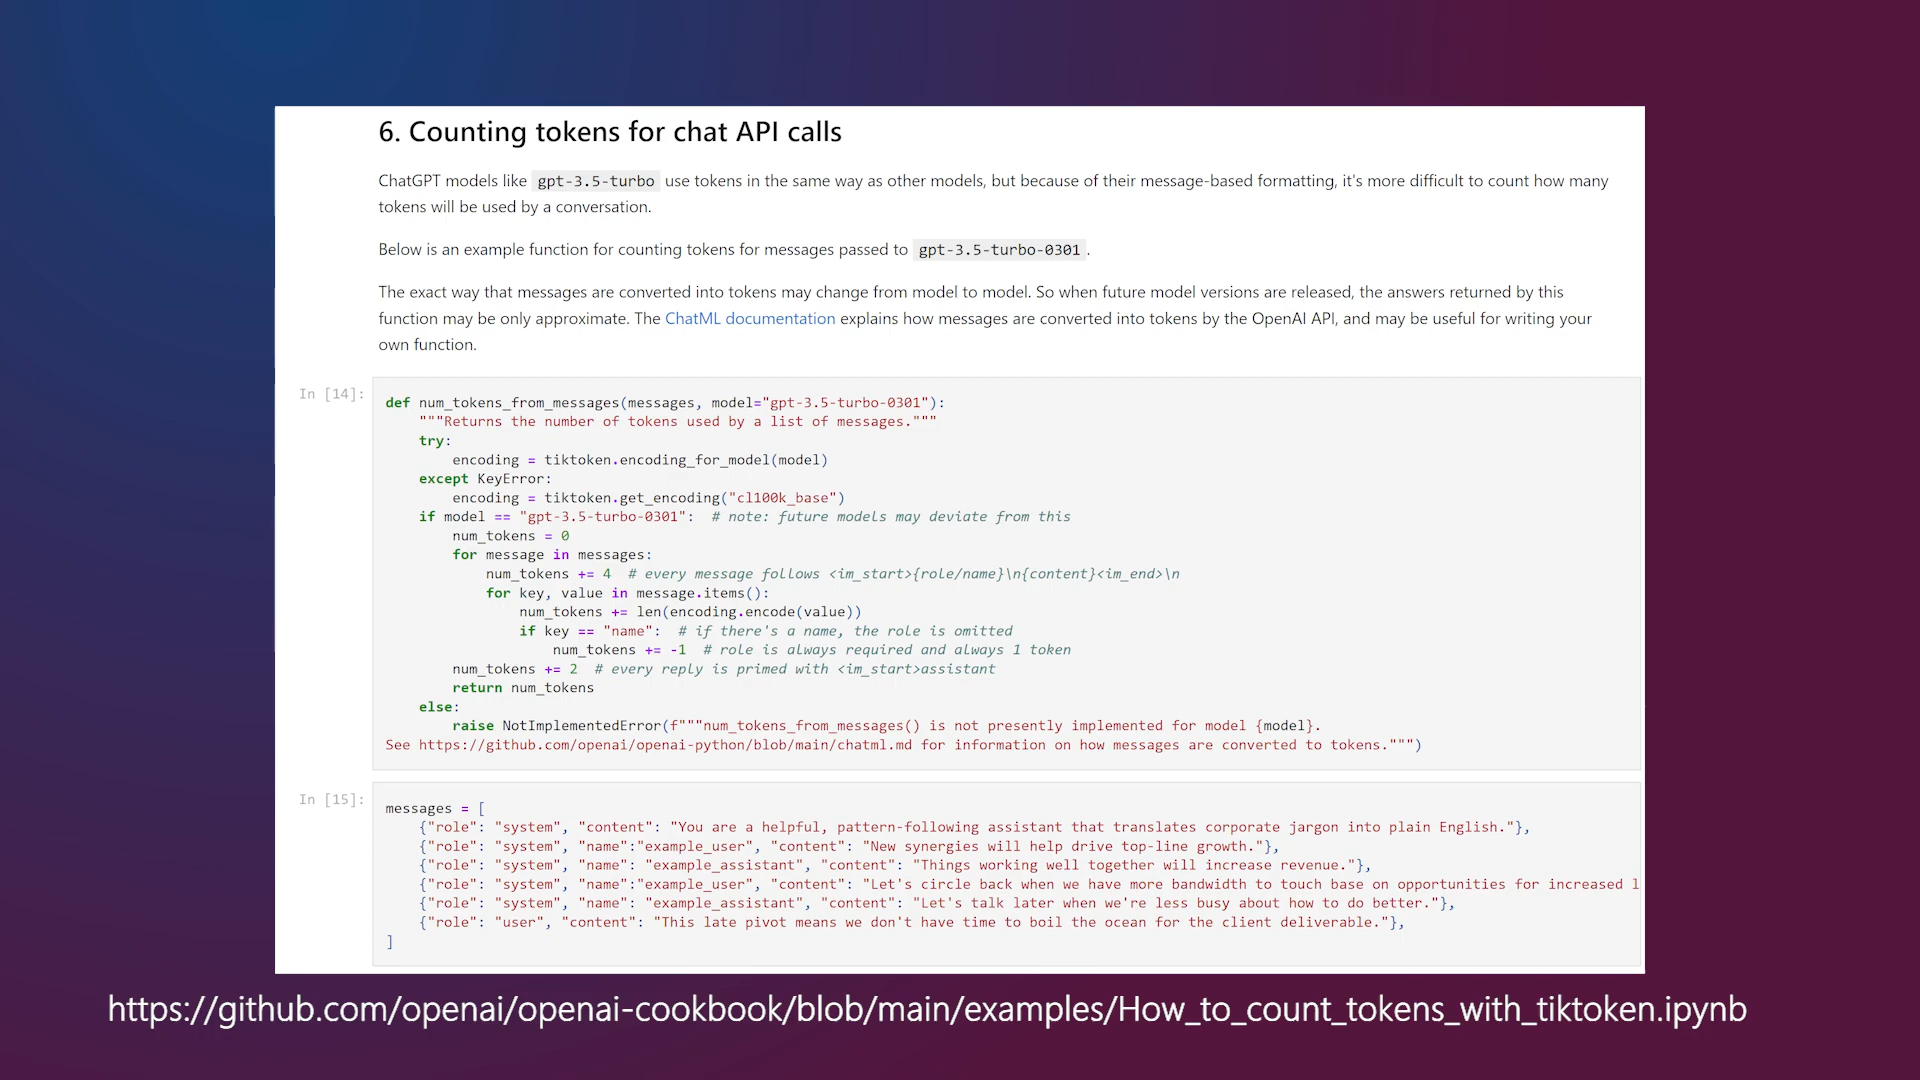 6. Counting tokens for chat API calls
ChatGPT models like gpt-3.5-turbo use tokens in the same way as other models, but because of their message-based formatting, it's more difficult to count how many
tokens will be used by a conversation.
Below is an example function for counting tokens for messages passed to gpt-3.5-turbo-0301 .
The exact way that messages are converted into tokens may change from model to model. So when future model versions are released, the answers returned by this
function may be only approximate. The ChatML documentation explains how messages are converted into tokens by the OpenAI API, and may be useful for writing your
own function.
In [14]:
def num_tokens_from_messages(messages, model="gpt-3.5-turbo-0301"):
    """Returns the number of tokens used by a list of messages."""
    try:
        encoding = tiktoken.encoding_for_model(model)
    except KeyError:
        encoding = tiktoken.get_encoding("cl100k_base")
    if model == "gpt-3.5-turbo-0301":  # note: future models may deviate from this
        num_tokens = 0
        for message in messages:
            num_tokens += 4  # every message follows <im_start>{role/name}\n{content}<im_end>\n
            for key, value in message.items():
                num_tokens += len(encoding.encode(value))
                if key == "name":  # if there's a name, the role is omitted
                    num_tokens += -1  # role is always required and always 1 token
        num_tokens += 2  # every reply is primed with <im_start>assistant
        return num_tokens
    else:
        raise NotImplementedError(f"""num_tokens_from_messages() is not presently implemented for model {model}.
See https://github.com/openai/openai-python/blob/main/chatml.md for information on how messages are converted to tokens.""")
In [15]:
messages = [
    {"role": "system", "content": "You are a helpful, pattern-following assistant that translates corporate jargon into plain English."},
    {"role": "system", "name":"example_user", "content": "New synergies will help drive top-line growth."},
    {"role": "system", "name": "example_assistant", "content": "Things working well together will increase revenue."},
    {"role": "system", "name":"example_user", "content": "Let's circle back when we have more bandwidth to touch base on opportunities for increased l
    {"role": "system", "name": "example_assistant", "content": "Let's talk later when we're less busy about how to do better."},
    {"role": "user", "content": "This late pivot means we don't have time to boil the ocean for the client deliverable."},
]
https://github.com/openai/openai-cookbook/blob/main/examples/How_to_count_tokens_with_tiktoken.ipynb